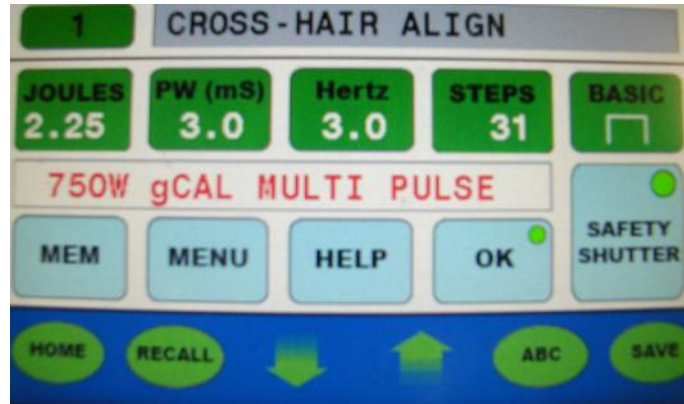 1 CROSS-HAIR ALIGN
JOULES PW (mS) Hertz STEPS BASIC
2.25 3.0 3.0 31
750W gCAL MULTI PULSE
MEM MENU HELP OK SAFETY SHUTTER
HOME RECALL ABC SAVE